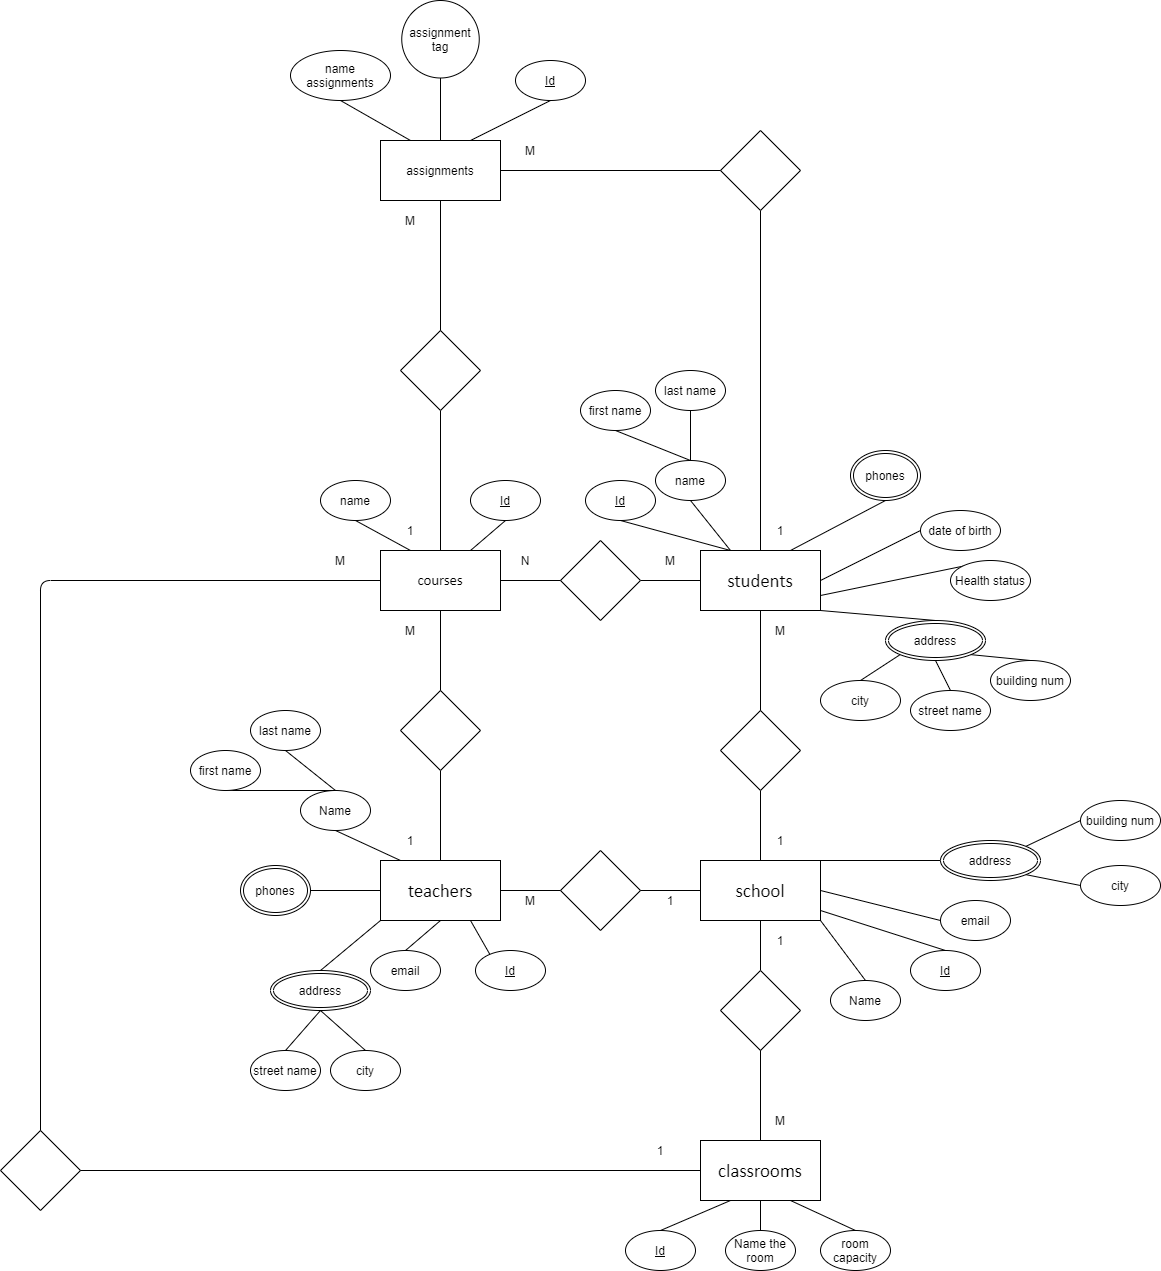 assignment
tag
name
assignments
Id
assignments
M
M
last name
first name
name
Id
phones
date of birth
Health status
name
Id
1
1
M
courses
N
M
students
M
M
address
building num
city
street name
last name
first name
Name
1
1
building num
phones
teachers
M
1
school
address
city
email
1
address
email
Id
Id
Name
street name
city
M
1
classrooms
Id
Name the
room
room
capacity